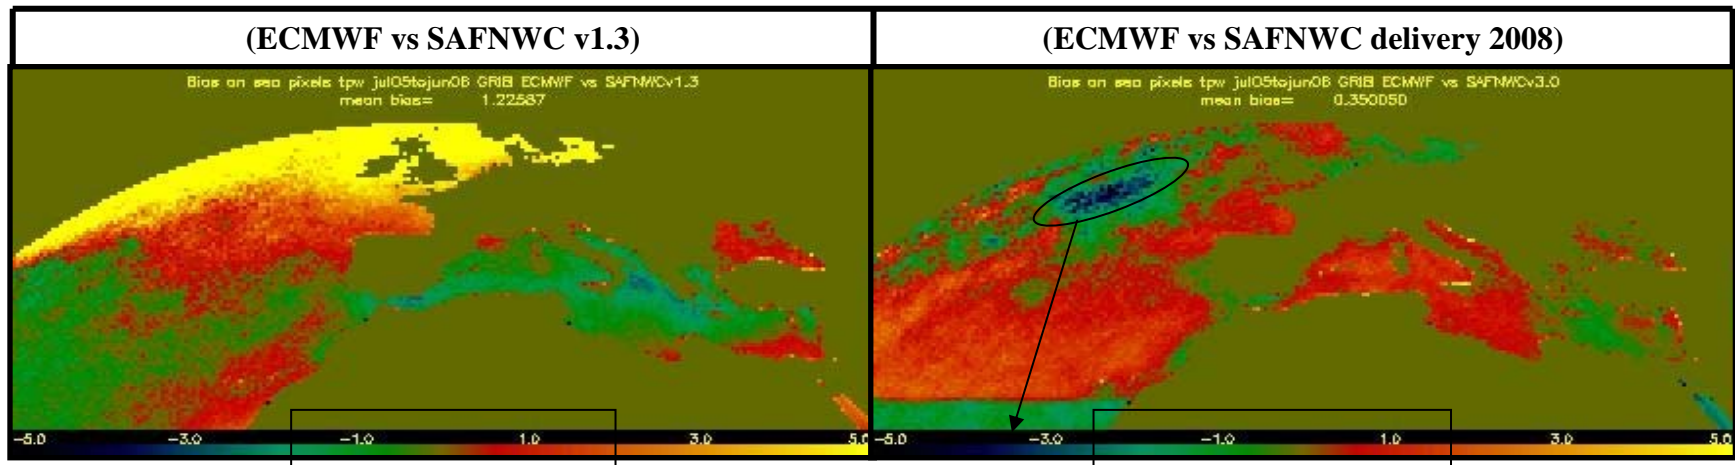 (ECMWF vs SAFNWC v1.3)
(ECMWF vs SAFNWC delivery 2008)
Bias on sea pixels tpw jul05tojun06 GRIB ECMWF vs SAFNWCv1.3
mean bias= 1.22587
Bias on sea pixels tpw jul05tojun06 GRIB ECMWF vs SAFNWCv3.0
mean bias= 0.350050
-5.0 -3.0 -1.0 1.0 3.0 5.0
-5.0 -3.0 -1.0 1.0 3.0 5.0